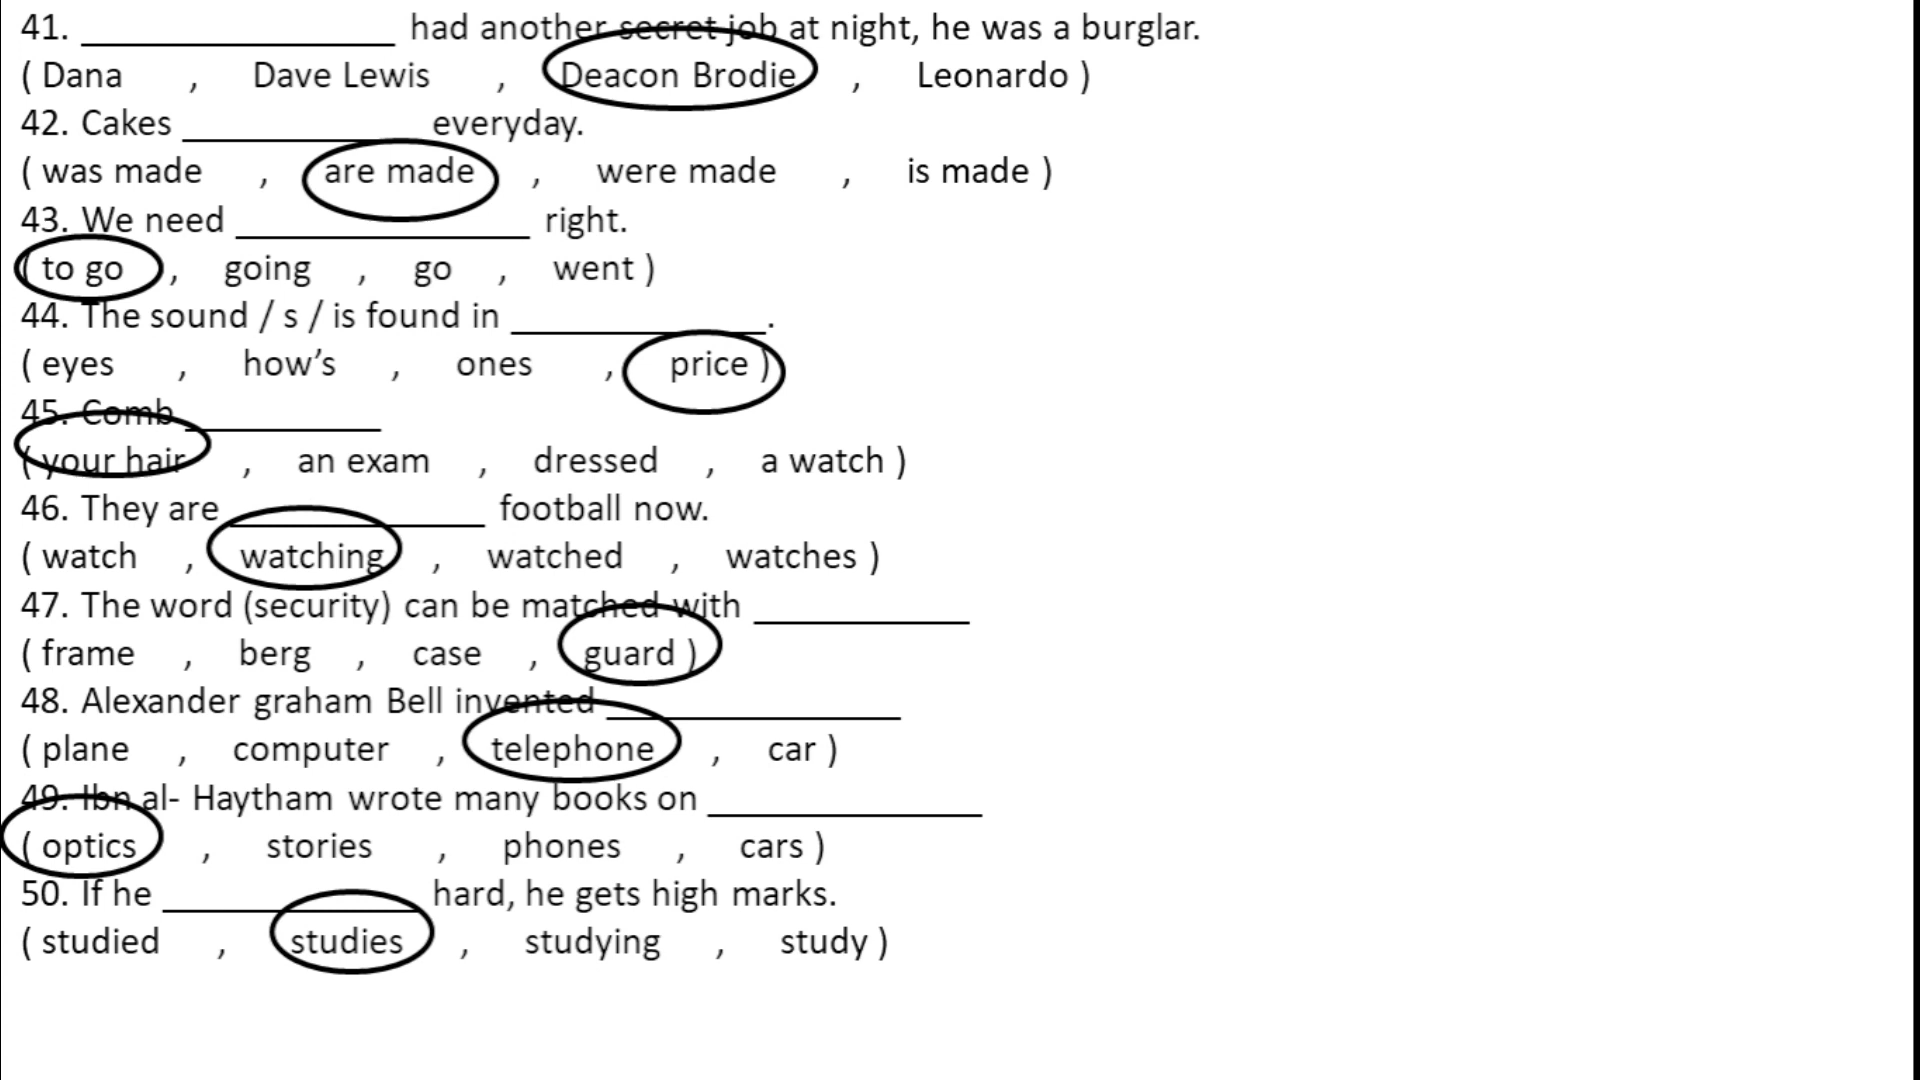 41. ________________ had another secret job at night, he was a burglar.
( Dana , Dave Lewis , Deacon Brodie , Leonardo )
42. Cakes ____________ everyday.
( was made , are made , were made , is made )
43. We need _______________ right.
( to go , going , go , went )
44. The sound / s / is found in _____________.
( eyes , how’s , ones , price )
45. Comb __________
( your hair , an exam , dressed , a watch )
46. They are _____________ football now.
( watch , watching , watched , watches )
47. The word (security) can be matched with ___________
( frame , berg , case , guard )
48. Alexander graham Bell invented _______________
( plane , computer , telephone , car )
49. Ibn al- Haytham wrote many books on ______________
( optics , stories , phones , cars )
50. If he _____________ hard, he gets high marks.
( studied , studies , studying , study )